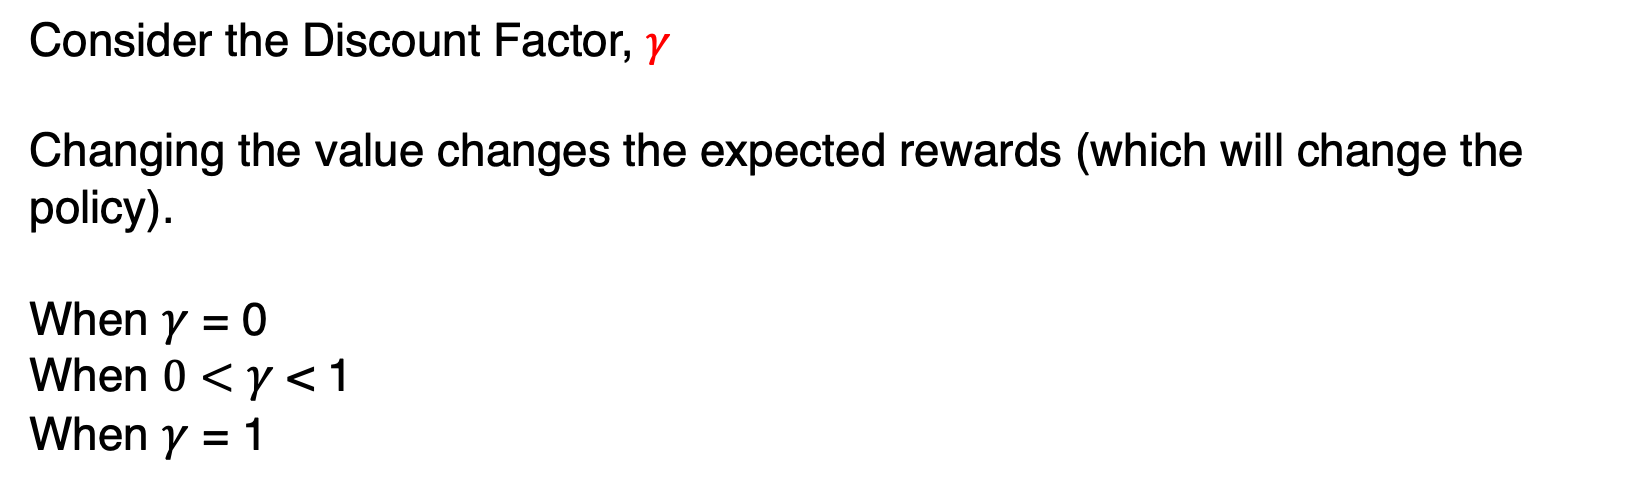 Consider the Discount Factor, γ
Changing the value changes the expected rewards (which will change the
policy).
When γ = 0
When 0 < γ < 1
When γ = 1